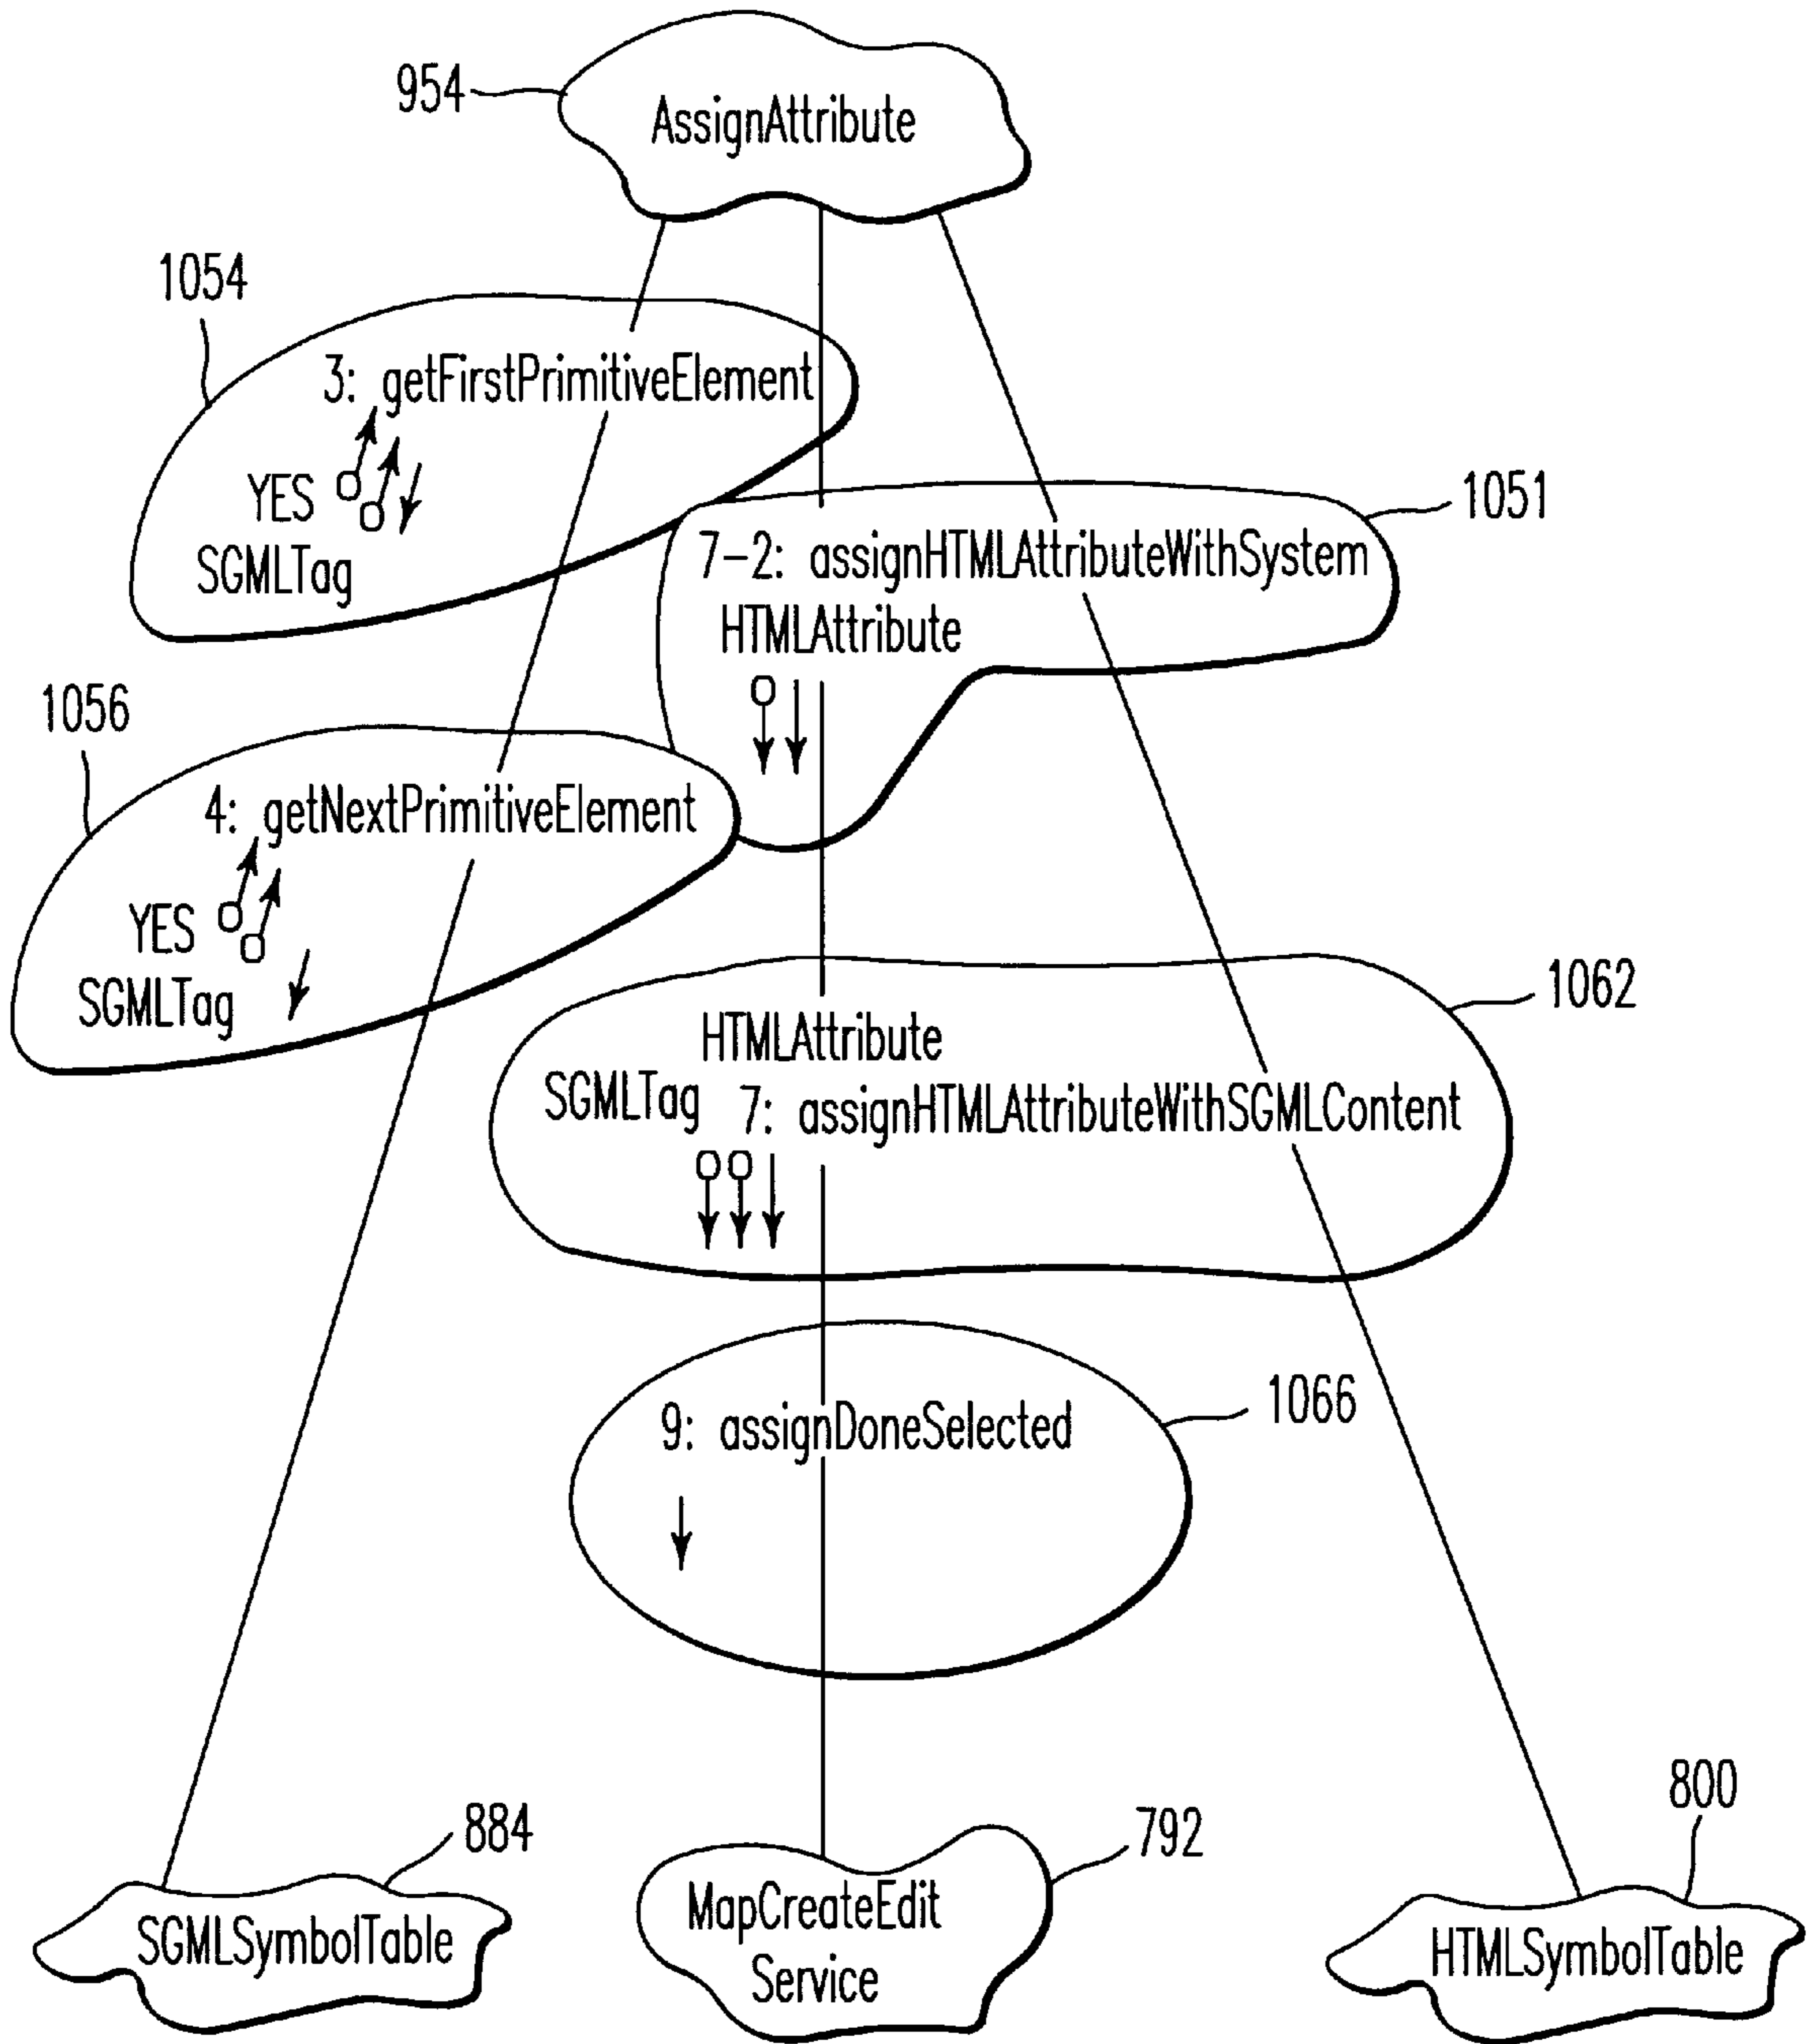 954
AssignAttribute
1054
3: getFirstPrimitiveElement
YES
SGMLTag
1051
7-2: assignHTMLAttributeWithSystem
HTMLAttribute
1056
4: getNextPrimitiveElement
YES
SGMLTag
1062
HTMLAttribute
SGMLTag 7: assignHTMLAttributeWithSGMLContent
1066
9: assignDoneSelected
884
SGMLSymbolTable
792
MapCreateEdit
Service
800
HTMLSymbolTable